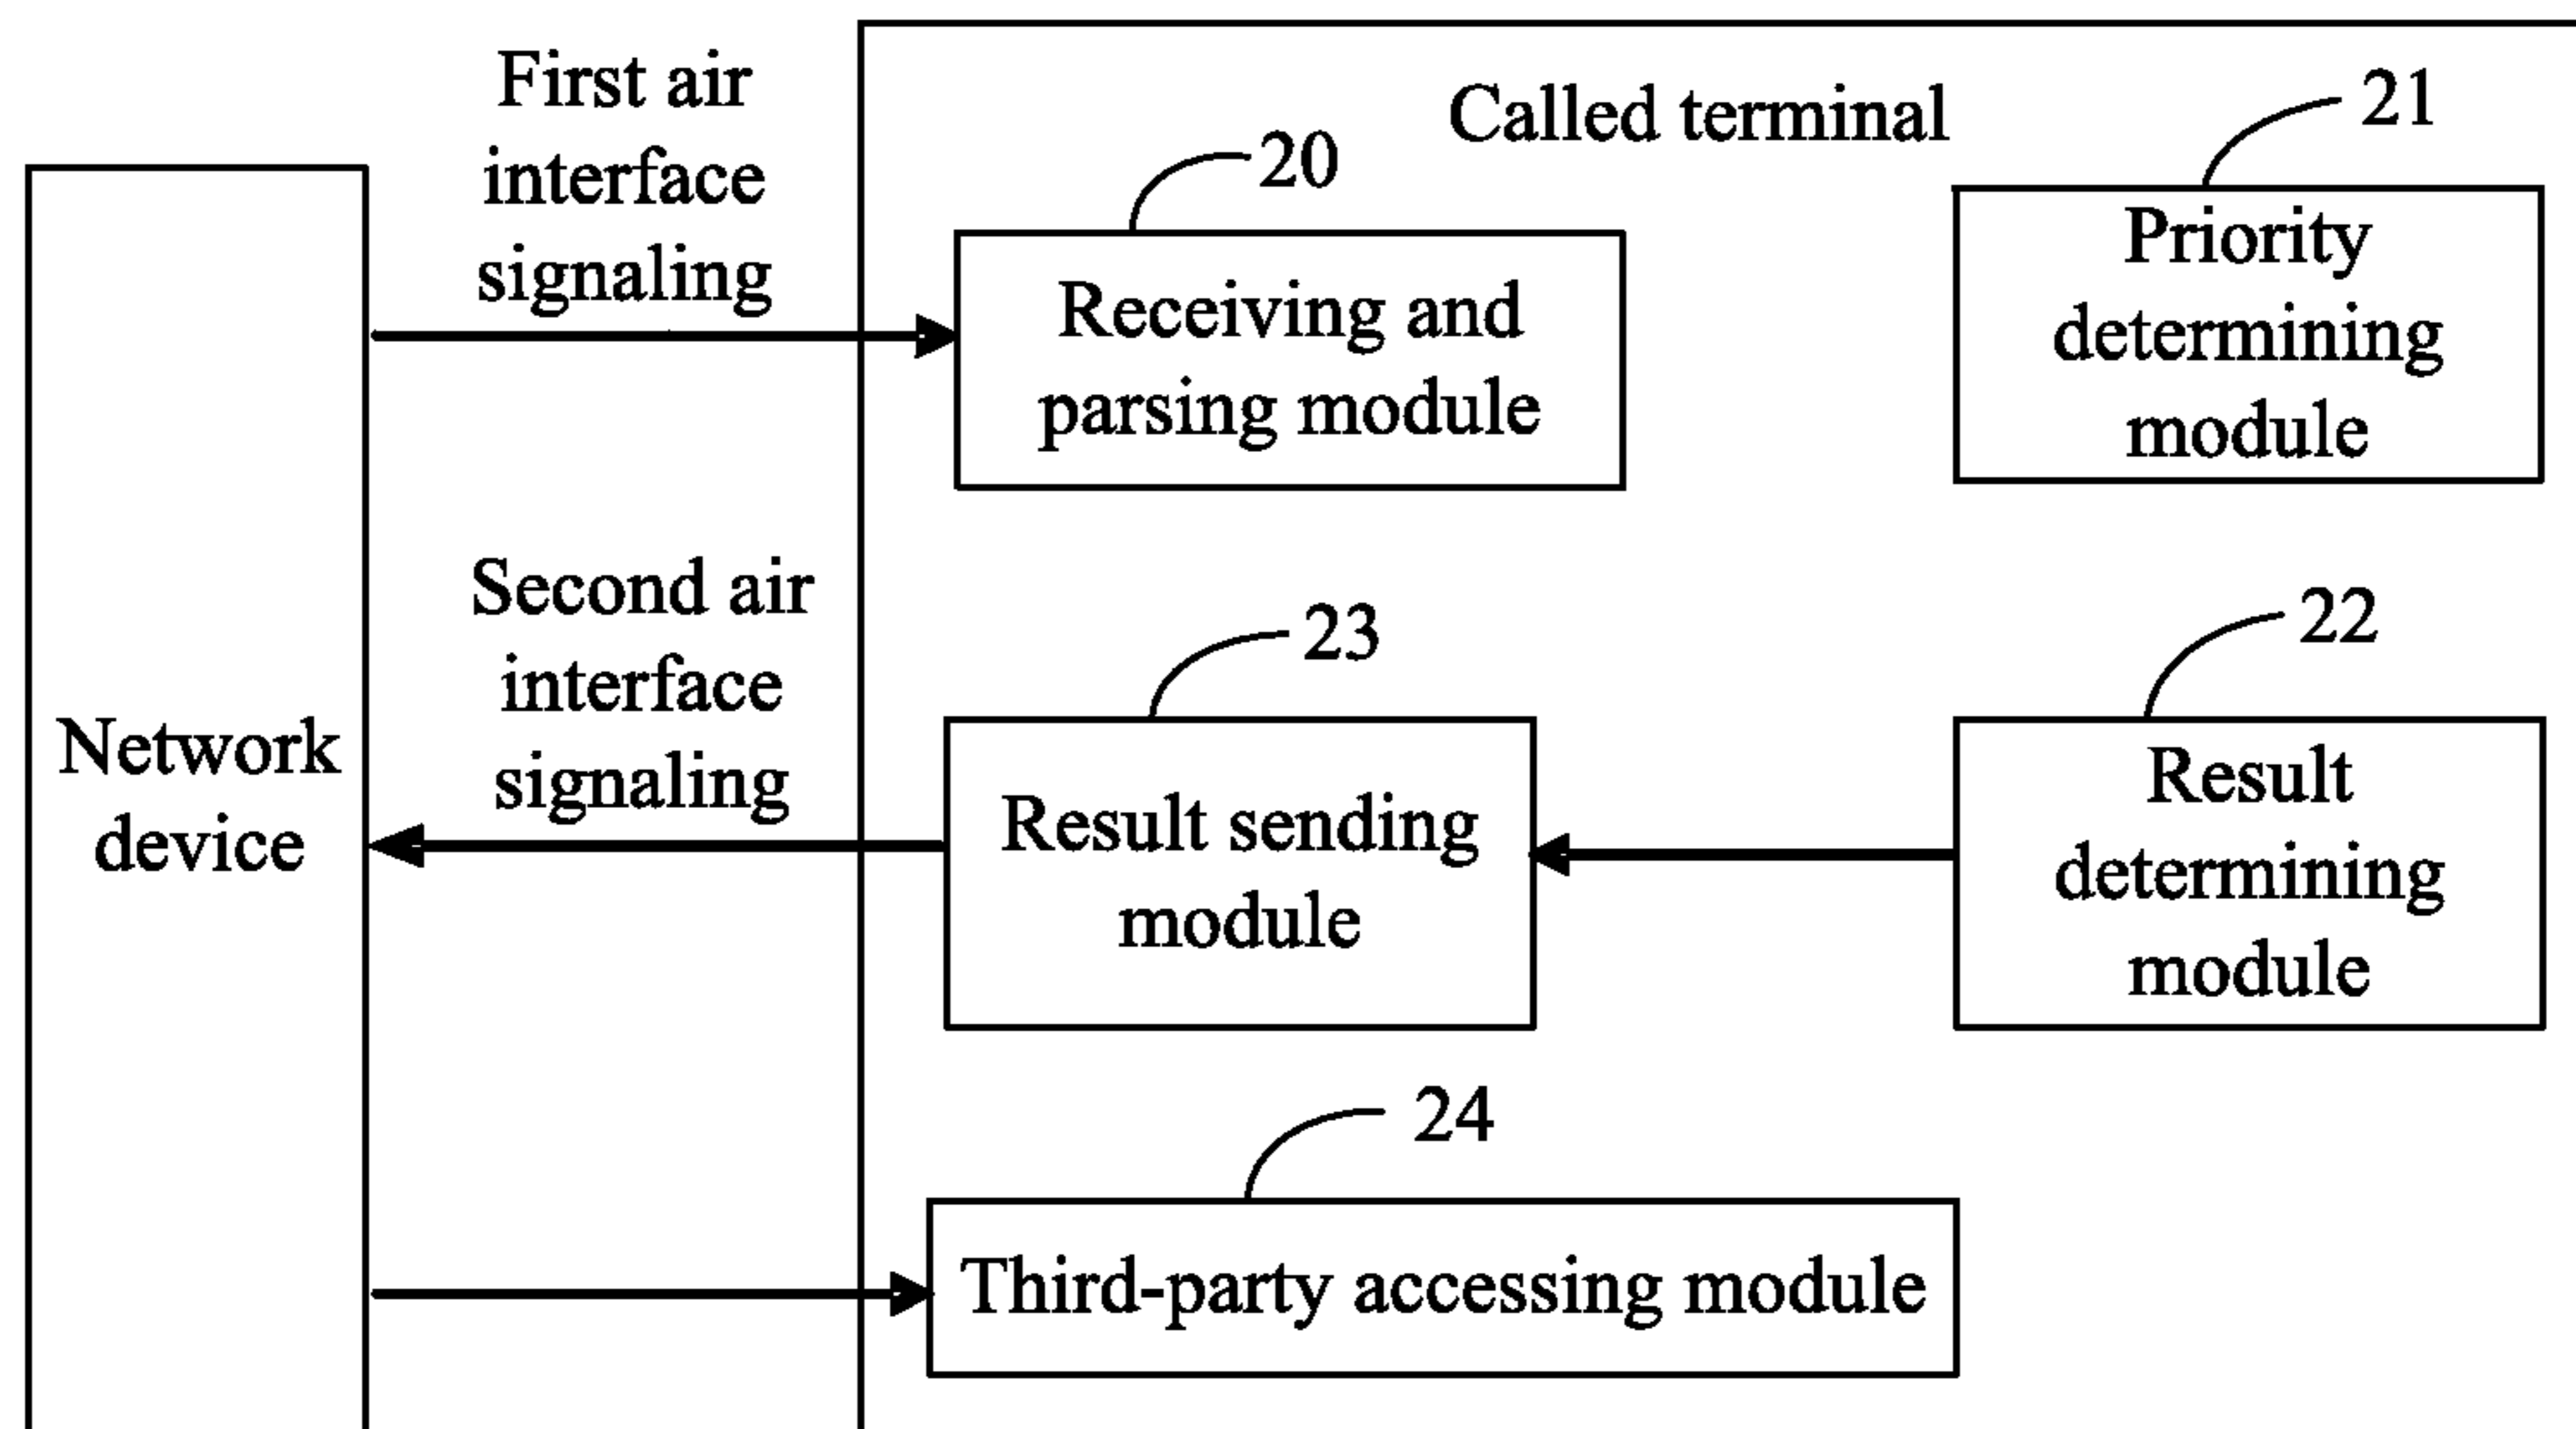 First air
interface
signaling
Called terminal
20
21
Receiving and
parsing module
Priority
determining
module
Second air
interface
signaling
23
22
Network
device
Result sending
module
Result
determining
module
24
Third-party accessing module